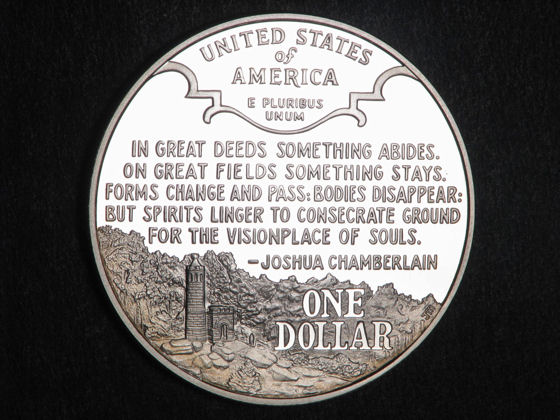 UNITED STATES
of
AMERICA
E PLURIBUS
UNUM
IN GREAT DEEDS SOMETHING ABIDES.
ON GREAT FIELDS SOMETHING STAYS.
FORMS CHANGE AND PASS: BODIES DISAPPEAR:
BUT SPIRITS LINGER TO CONSECRATE GROUND
FOR THE VISIONPLACE OF SOULS.
–JOSHUA CHAMBERLAIN
ONE
DOLLAR